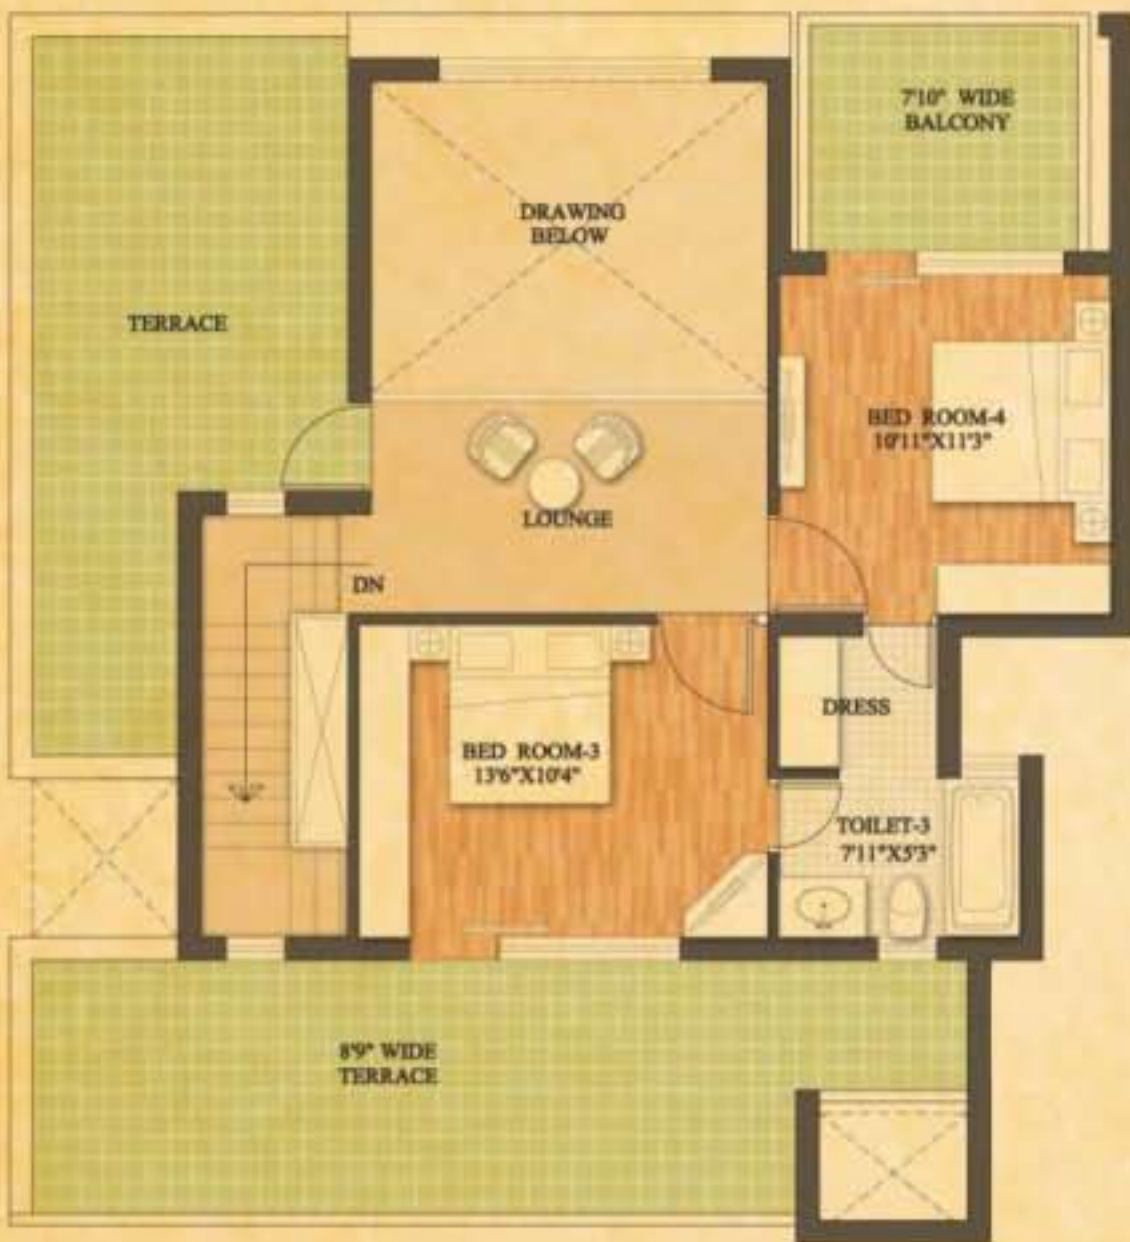 7'10" WIDE
BALCONY
DRAWING
BELOW
TERRACE
BED ROOM-4
10'11"X11'3"
LOUNGE
DN
DRESS
BED ROOM-3
13'6"X10'4"
TOILET-3
7'11"X5'3"
8'9" WIDE
TERRACE